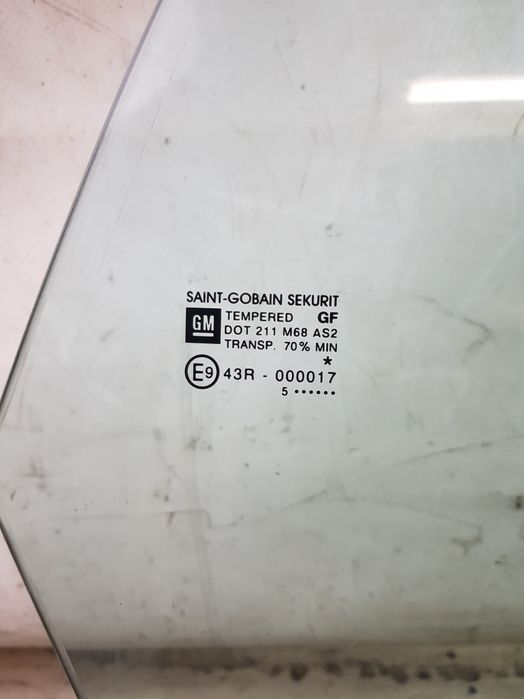 SAINT-GOBAIN SEKURIT
GM TEMPERED GF
DOT 211 M68 AS2
TRANSP. 70% MIN
*
E9 43R - 000017
5 ••••••